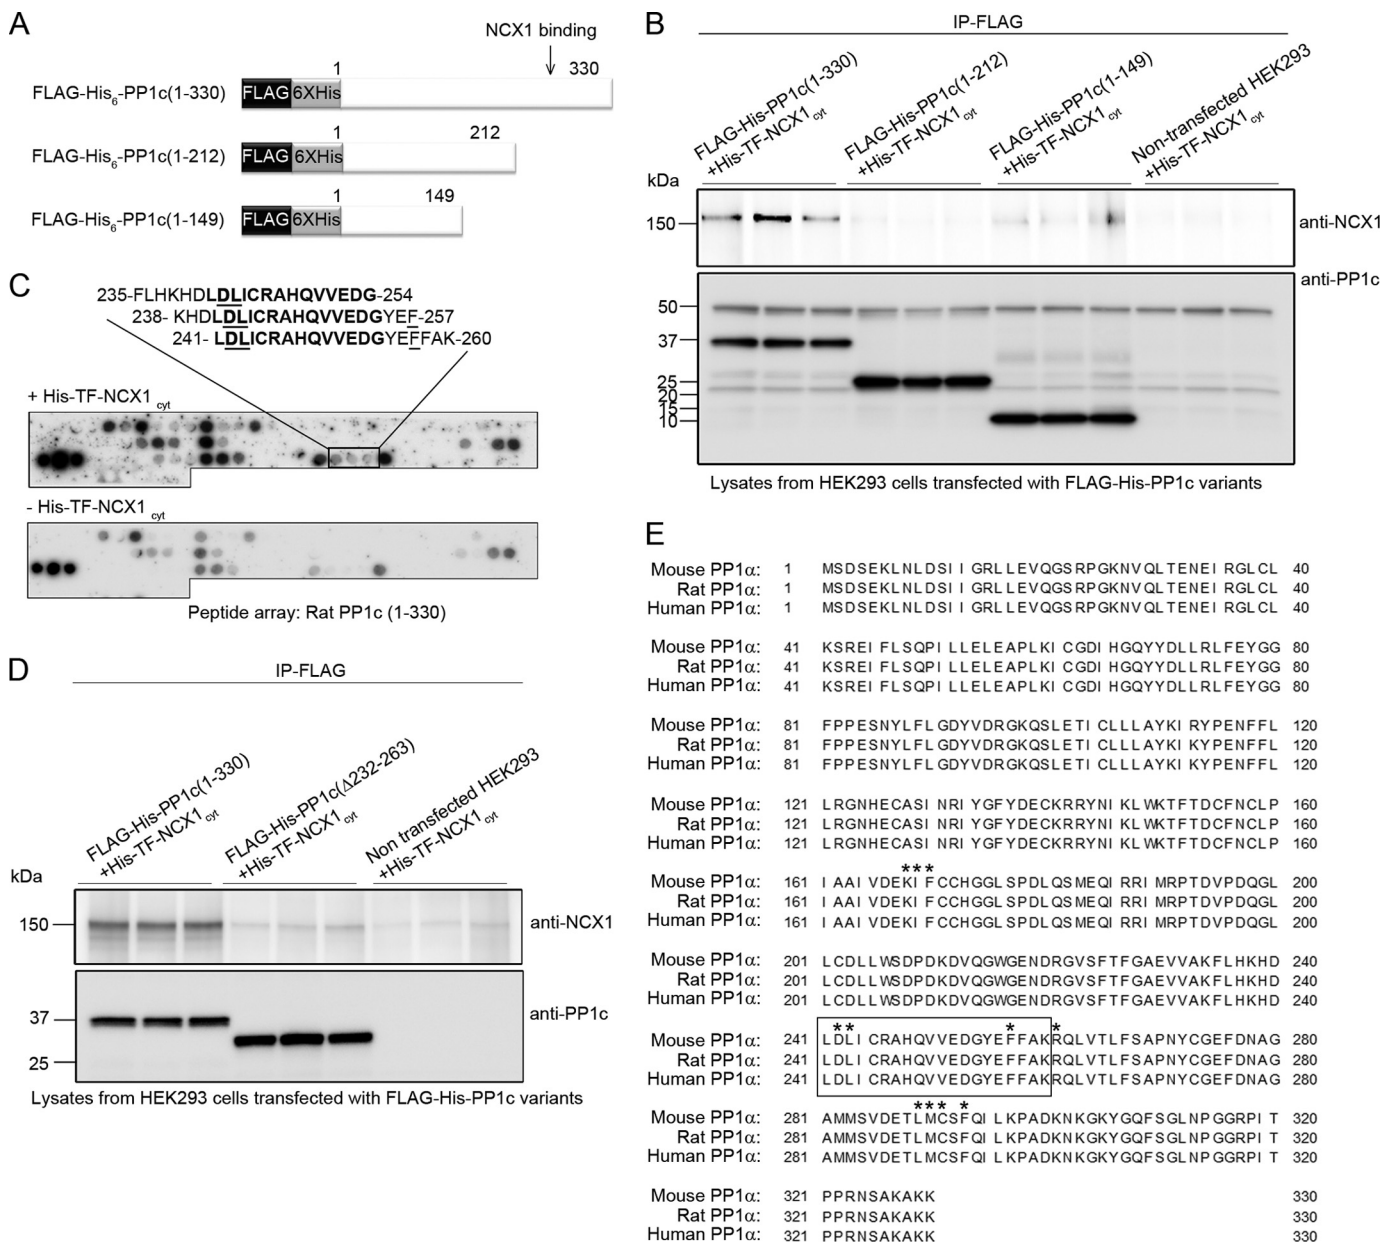 A
NCX1 binding
1 330
FLAG-His6-PP1c(1-330) FLAG 6XHis
1 212
FLAG-His6-PP1c(1-212) FLAG 6XHis
1 149
FLAG-His6-PP1c(1-149) FLAG 6XHis
B
IP-FLAG
FLAG-His-PP1c(1-330)
+His-TF-NCX1cyt
FLAG-His-PP1c(1-212)
+His-TF-NCX1cyt
FLAG-His-PP1c(1-149)
+His-TF-NCX1cyt
Non-transfected HEK293
+His-TF-NCX1cyt
kDa
150
anti-NCX1
anti-PP1c
50
37
25
20
15
10
Lysates from HEK293 cells transfected with FLAG-His-PP1c variants
C
235-FLHKHDLDLICRAHQVVEDG-254
238- KHDLDLICRAHQVVEDGYEF-257
241- LDLICRAHQVVEDGYEFFAK-260
+ His-TF-NCX1cyt
- His-TF-NCX1cyt
Peptide array: Rat PP1c (1-330)
D
IP-FLAG
FLAG-His-PP1c(1-330)
+His-TF-NCX1cyt
FLAG-His-PP1c(Δ232-263)
+His-TF-NCX1cyt
Non transfected HEK293
+His-TF-NCX1cyt
kDa
150
anti-NCX1
37
anti-PP1c
25
Lysates from HEK293 cells transfected with FLAG-His-PP1c variants
E
Mouse PP1α: 1 MSDSEKLNLDSIIGRLLEVQGSRPGKNVQLTENEIRGLCL 40
Rat PP1α: 1 MSDSEKLNLDSIIGRLLEVQGSRPGKNVQLTENEIRGLCL 40
Human PP1α: 1 MSDSEKLNLDSIIGRLLEVQGSRPGKNVQLTENEIRGLCL 40
Mouse PP1α: 41 KSREIFLSQPILLELEAPLKICGDIHGQYYDLLRLFEYGG 80
Rat PP1α: 41 KSREIFLSQPILLELEAPLKICGDIHGQYYDLLRLFEYGG 80
Human PP1α: 41 KSREIFLSQPILLELEAPLKICGDIHGQYYDLLRLFEYGG 80
Mouse PP1α: 81 FPPESNYLFLGDYVDRGKQSLETICLLLAYKIRYPENFFL 120
Rat PP1α: 81 FPPESNYLFLGDYVDRGKQSLETICLLLAYKIKYPENFFL 120
Human PP1α: 81 FPPESNYLFLGDYVDRGKQSLETICLLLAYKIKYPENFFL 120
Mouse PP1α: 121 LRGNHECASINRIYGFYDECKRRYNIKLWKTFTDCFNCLP 160
Rat PP1α: 121 LRGNHECASINRIYGFYDECKRRYNIKLWKTFTDCFNCLP 160
Human PP1α: 121 LRGNHECASINRIYGFYDECKRRYNIKLWKTFTDCFNCLP 160
***
Mouse PP1α: 161 IAAIVDEKIFCCHGGLSPDLQSMEQIRRIMRPTDVPDQGL 200
Rat PP1α: 161 IAAIVDEKIFCCHGGLSPDLQSMEQIRRIMRPTDVPDQGL 200
Human PP1α: 161 IAAIVDEKIFCCHGGLSPDLQSMEQIRRIMRPTDVPDQGL 200
Mouse PP1α: 201 LCDLLWSDPDKDVQGWGENDRGVSFTFGAEVVAKFLHKHD 240
Rat PP1α: 201 LCDLLWSDPDKDVQGWGENDRGVSFTFGAEVVAKFLHKHD 240
Human PP1α: 201 LCDLLWSDPDKDVQGWGENDRGVSFTFGAEVVAKFLHKHD 240
** * *
Mouse PP1α: 241 LDLICRAHQVVEDGYEFFAKRQLVTLFSAPNYCGEFDNAG 280
Rat PP1α: 241 LDLICRAHQVVEDGYEFFAKRQLVTLFSAPNYCGEFDNAG 280
Human PP1α: 241 LDLICRAHQVVEDGYEFFAKRQLVTLFSAPNYCGEFDNAG 280
*** *
Mouse PP1α: 281 AMMSVDETLMCSFQILKPADKNKGKYGQFSGLNPGGRPIT 320
Rat PP1α: 281 AMMSVDETLMCSFQILKPADKNKGKYGQFSGLNPGGRPIT 320
Human PP1α: 281 AMMSVDETLMCSFQILKPADKNKGKYGQFSGLNPGGRPIT 320
Mouse PP1α: 321 PPRNSAKAKK 330
Rat PP1α: 321 PPRNSAKAKK 330
Human PP1α: 321 PPRNSAKAKK 330